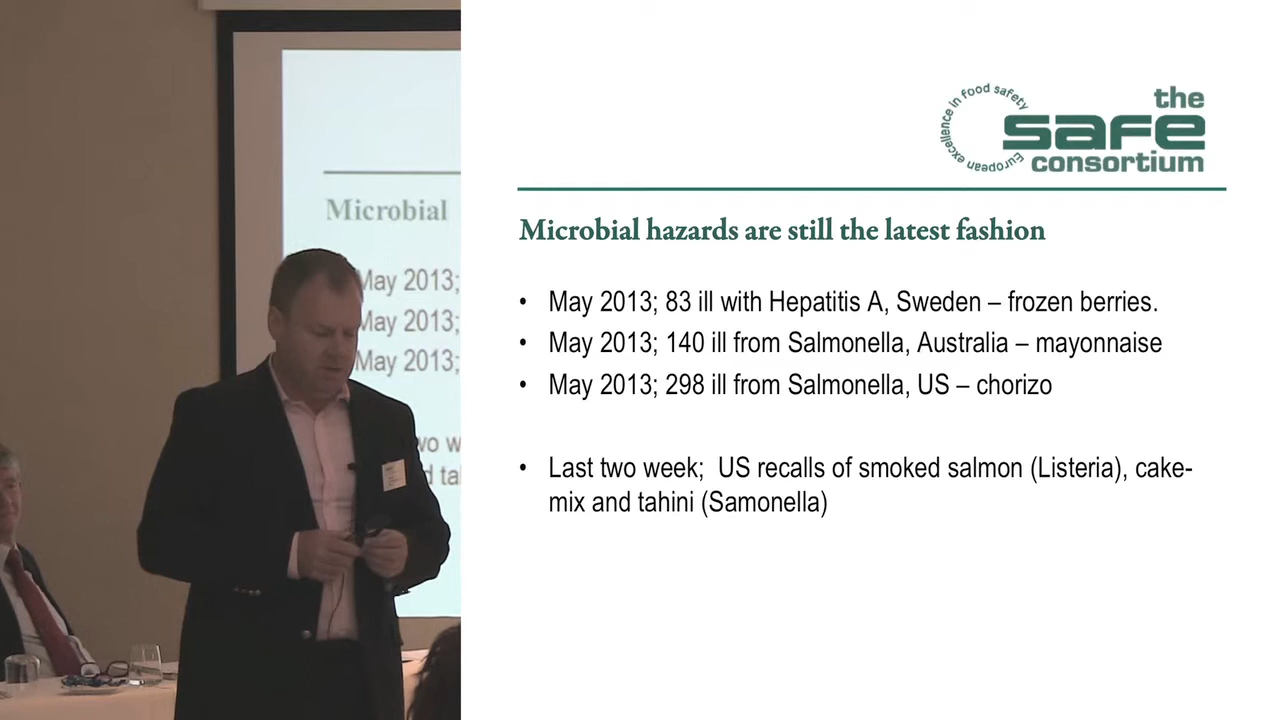 Microbial
May 2013;
May 2013;
May 2013;
wo w
d tal
European excellence in food safety
the
safe
consortium
Microbial hazards are still the latest fashion
• May 2013; 83 ill with Hepatitis A, Sweden – frozen berries.
• May 2013; 140 ill from Salmonella, Australia – mayonnaise
• May 2013; 298 ill from Salmonella, US – chorizo
• Last two week;  US recalls of smoked salmon (Listeria), cake-
mix and tahini (Samonella)